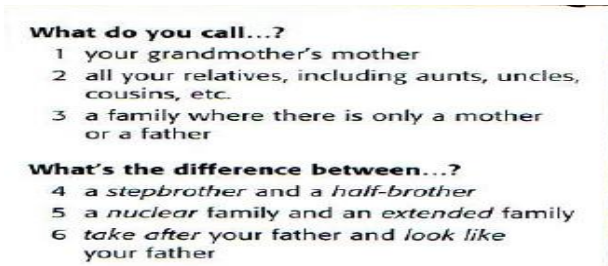 What do you call...?
1 your grandmother's mother
2 all your relatives, including aunts, uncles,
cousins, etc.
3 a family where there is only a mother
or a father
What's the difference between...?
4 a stepbrother and a half-brother
5 a nuclear family and an extended family
6 take after your father and look like
your father